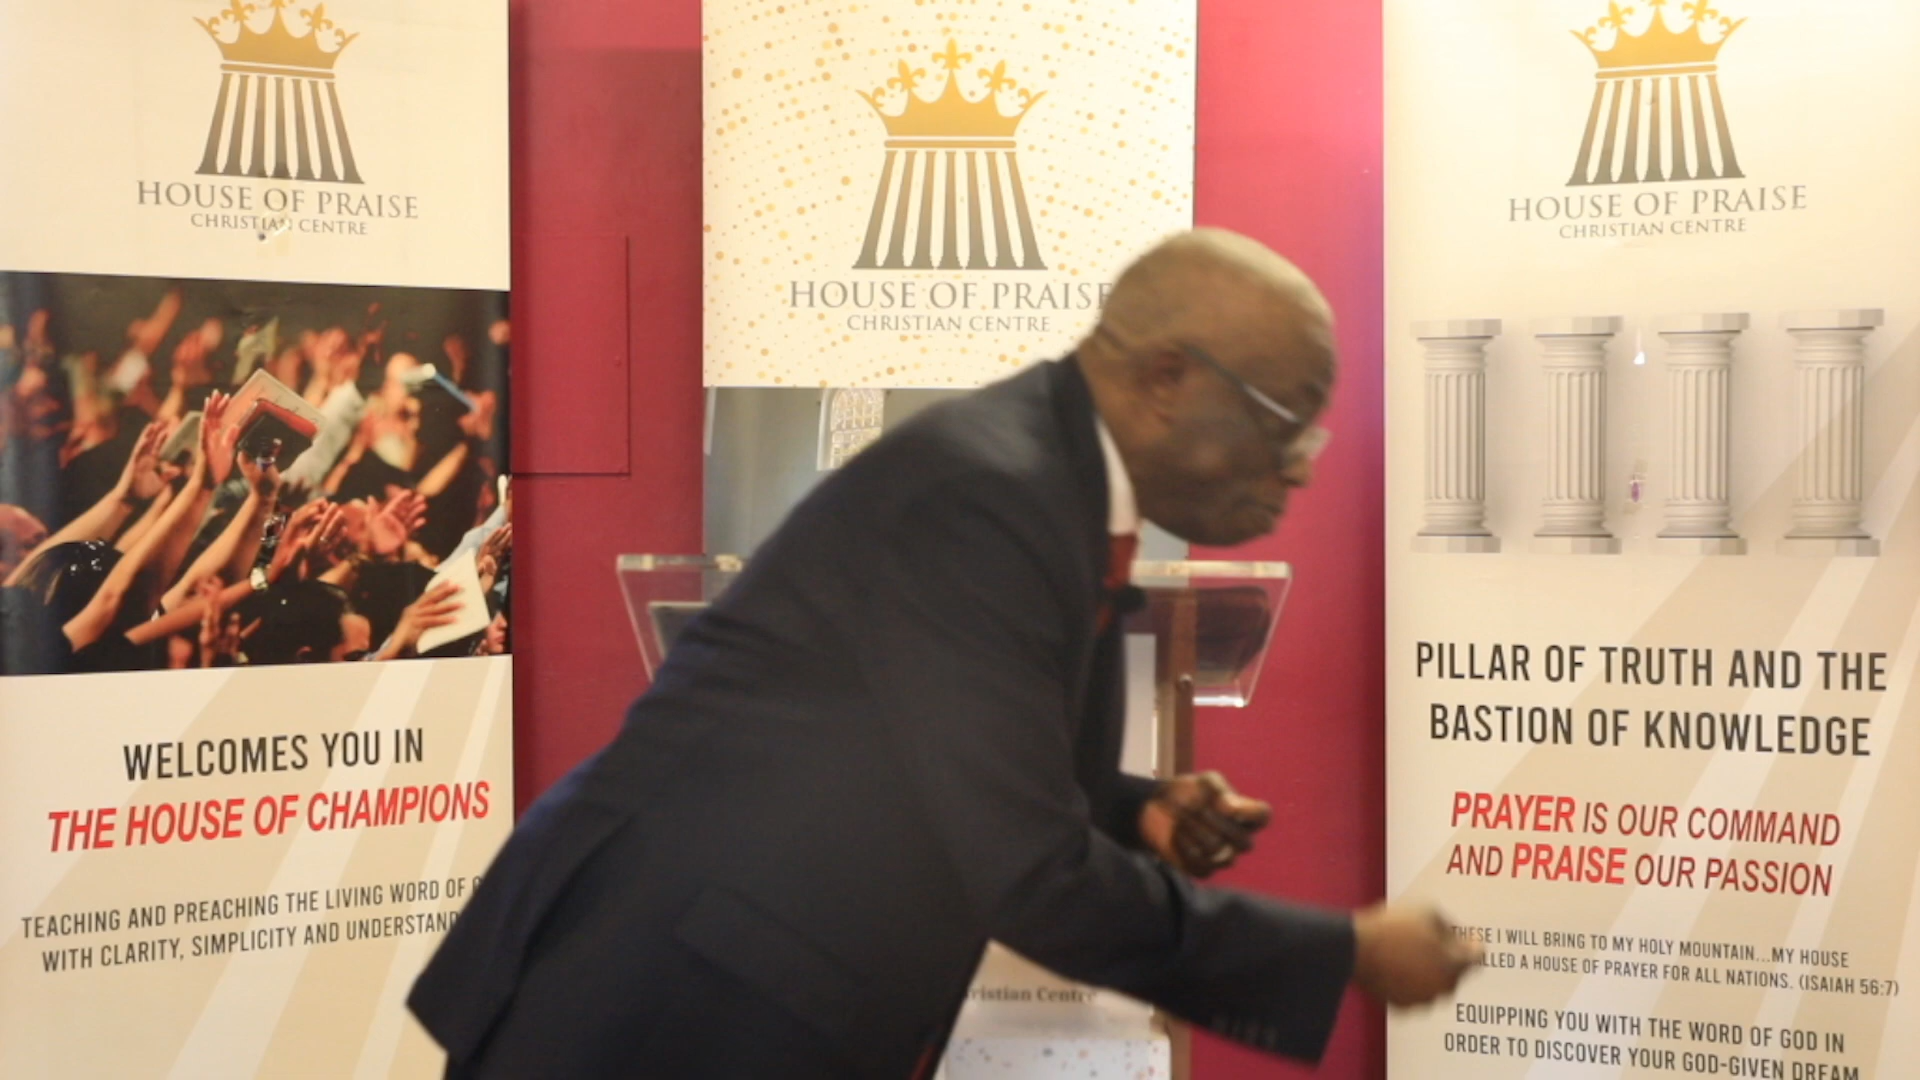 HOUSE OF PRAISE
CHRISTIAN CENTRE
WELCOMES YOU IN
THE HOUSE OF CHAMPIONS
TEACHING AND PREACHING THE LIVING WORD OF
WITH CLARITY, SIMPLICITY AND
HOUSE OF PRAISE
CHRISTIAN CENTRE
HOUSE OF PRAISE
CHRISTIAN CENTRE
PILLAR OF TRUTH AND THE
BASTION OF KNOWLEDGE
PRAYER IS OUR COMMAND
AND PRAISE OUR PASSION
THESE I WILL BRING TO MY HOLY MOUNTAIN...MY HOUSE
A HOUSE OF PRAYER FOR ALL NATIONS. (ISAIAH 56:7)
EQUIPPING YOU WITH THE WORD OF GOD IN
ORDER TO DISCOVER YOUR GOD-GIVEN DREAM
Centre